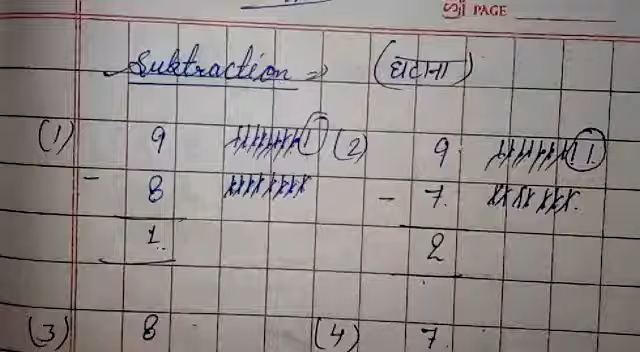 PAGE
Subtraction ⇒ (घटाना)
(1) 9 (2) 9
- 8 - 7.
1. 2
(3) 8 (4) 7.